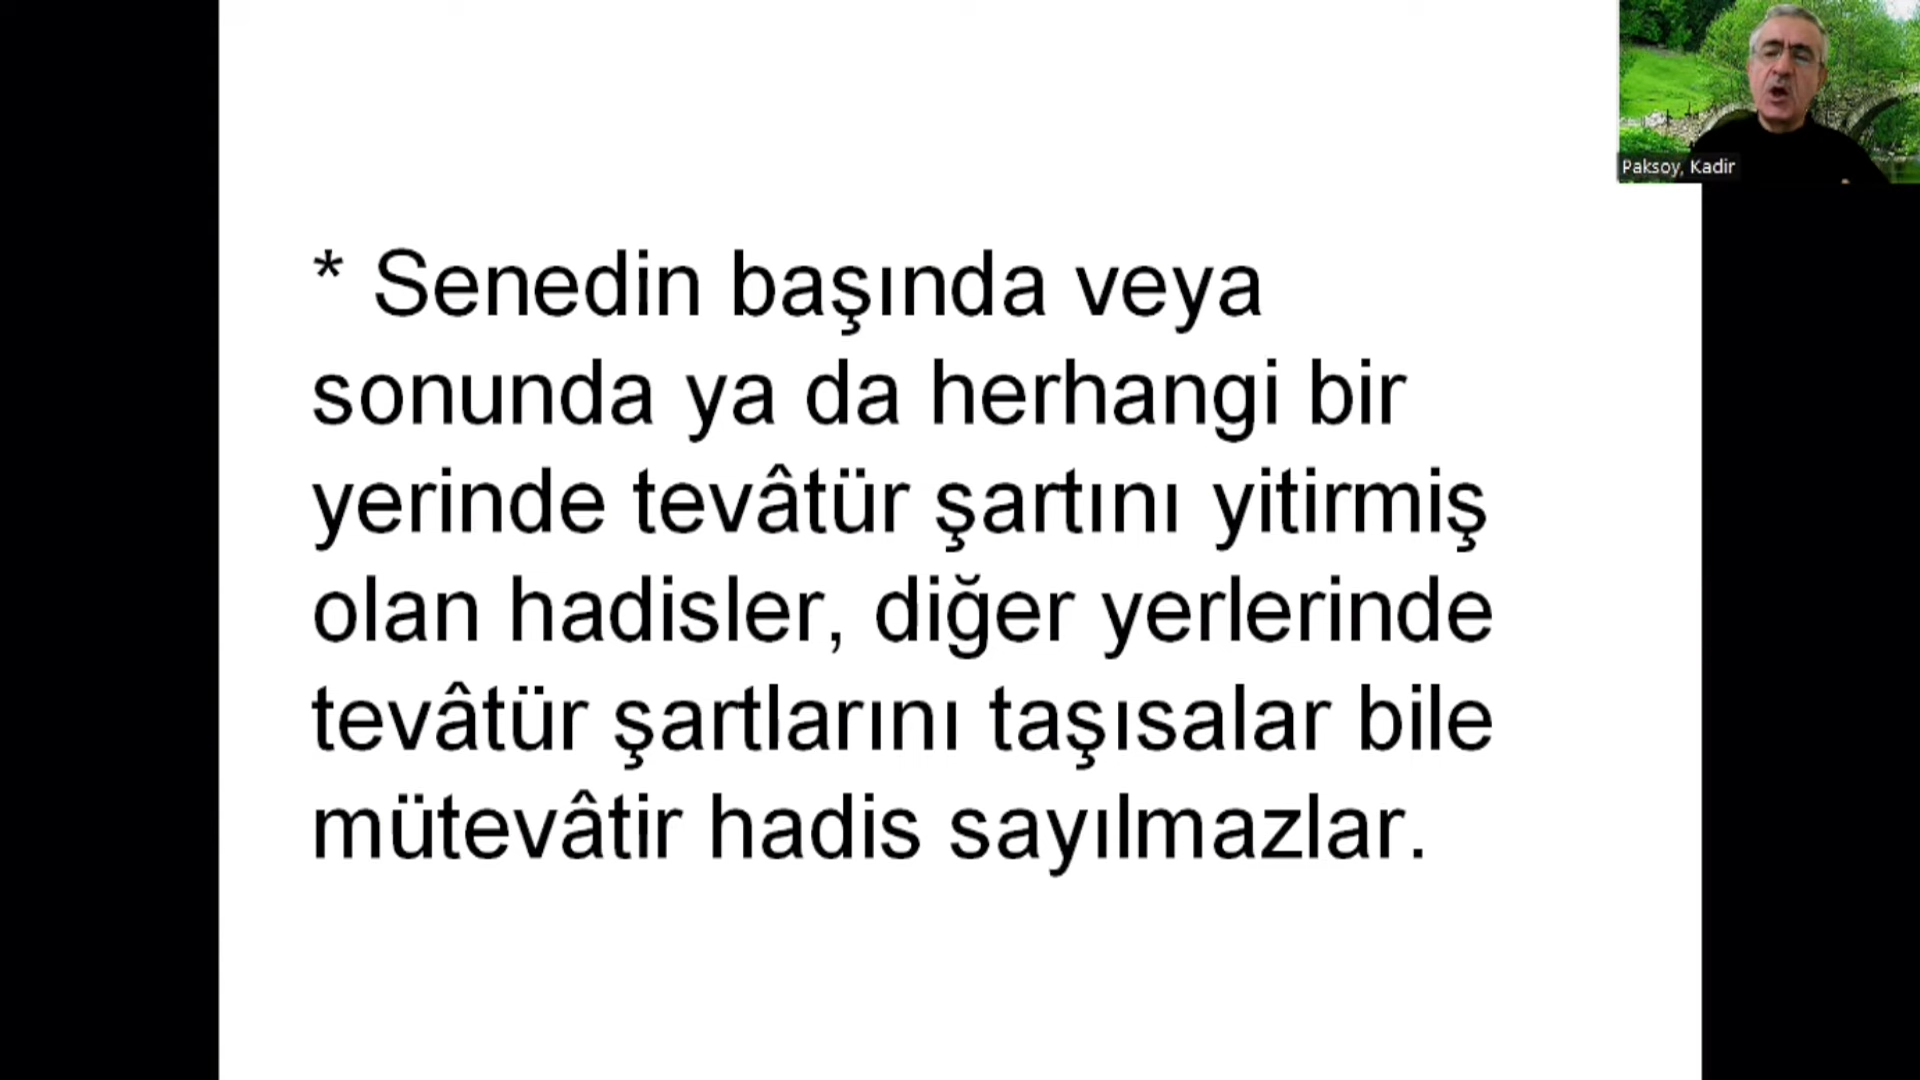 * Senedin başında veya
sonunda ya da herhangi bir
yerinde tevâtür şartını yitirmiş
olan hadisler, diğer yerlerinde
tevâtür şartlarını taşısalar bile
mütevâtir hadis sayılmazlar.
Paksoy, Kadir